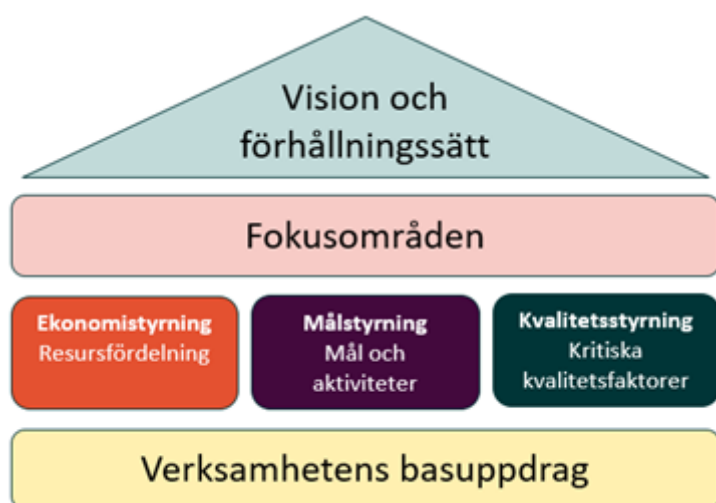 Vision och
förhållningssätt
Fokusområden
Ekonomistyrning
Resursfördelning
Målstyrning
Mål och
aktiviteter
Kvalitetsstyrning
Kritiska
kvalitetsfaktorer
Verksamhetens basuppdrag